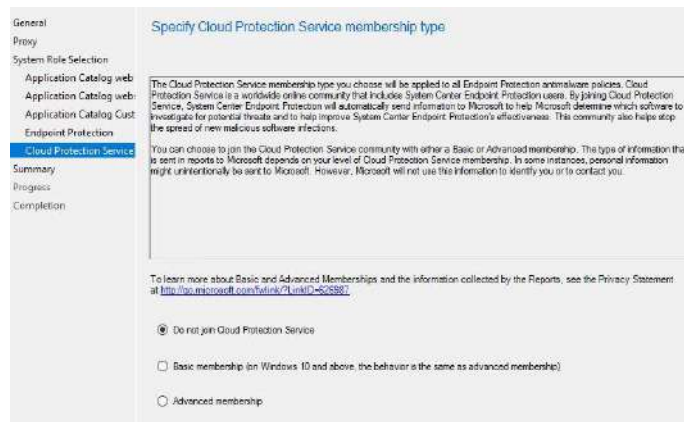 General
Proxy
System Role Selection
Application Catalog web
Application Catalog web
Application Catalog Cust
Endpoint Protection
Cloud Protection Service
Summary
Progress
Completion
Specify Cloud Protection Service membership type
The Cloud Protection Service membership type you choose will be applied to all Endpoint Protection antimalware policies. Cloud
Protection Service is a worldwide online community that includes System Center Endpoint Protection users. By joining Cloud Protection
Service, System Center Endpoint Protection will automatically send information to Microsoft to help Microsoft determine which software to
investigate for potential threats and to help improve System Center Endpoint Protection's effectiveness. This community also helps stop
the spread of new malicious software infections.
You can choose to join the Cloud Protection Service community with either a Basic or Advanced membership. The type of information tha
is sent in reports to Microsoft depends on your level of Cloud Protection Service membership. In some instances, personal information
might unintentionally be sent to Microsoft. However, Microsoft will not use this information to identify you or to contact you.
To learn more about Basic and Advanced Memberships and the information collected by the Reports, see the Privacy Statement
at http://go.microsoft.com/fwlink/?LinkID=626987
Do not join Cloud Protection Service
Basic membership (on Windows 10 and above, the behavior is the same as advanced membership)
Advanced membership